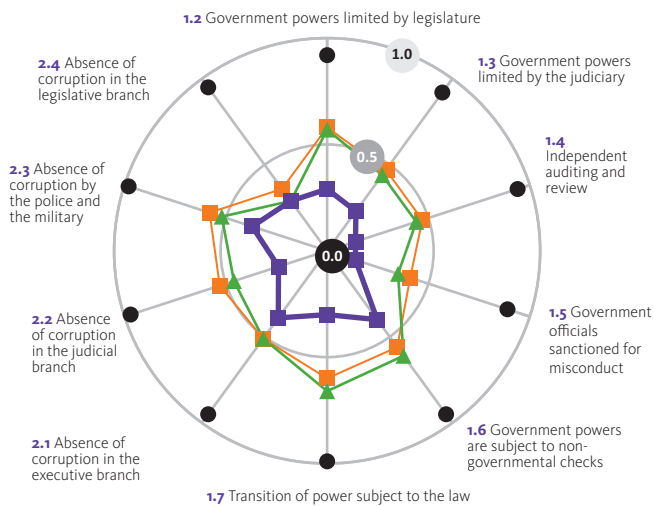 1.2 Government powers limited by legislature
1.0
1.3 Government powers
limited by the judiciary
1.4
Independent
auditing and
review
1.5 Government
officials
sanctioned for
misconduct
1.6 Government powers
are subject to non-
governmental checks
1.7 Transition of power subject to the law
2.1 Absence of
corruption in the
executive branch
2.2 Absence
of corruption
in the judicial
branch
2.3 Absence of
corruption by
the police and
the military
2.4 Absence of
corruption in the
legislative branch
0.5
0.0